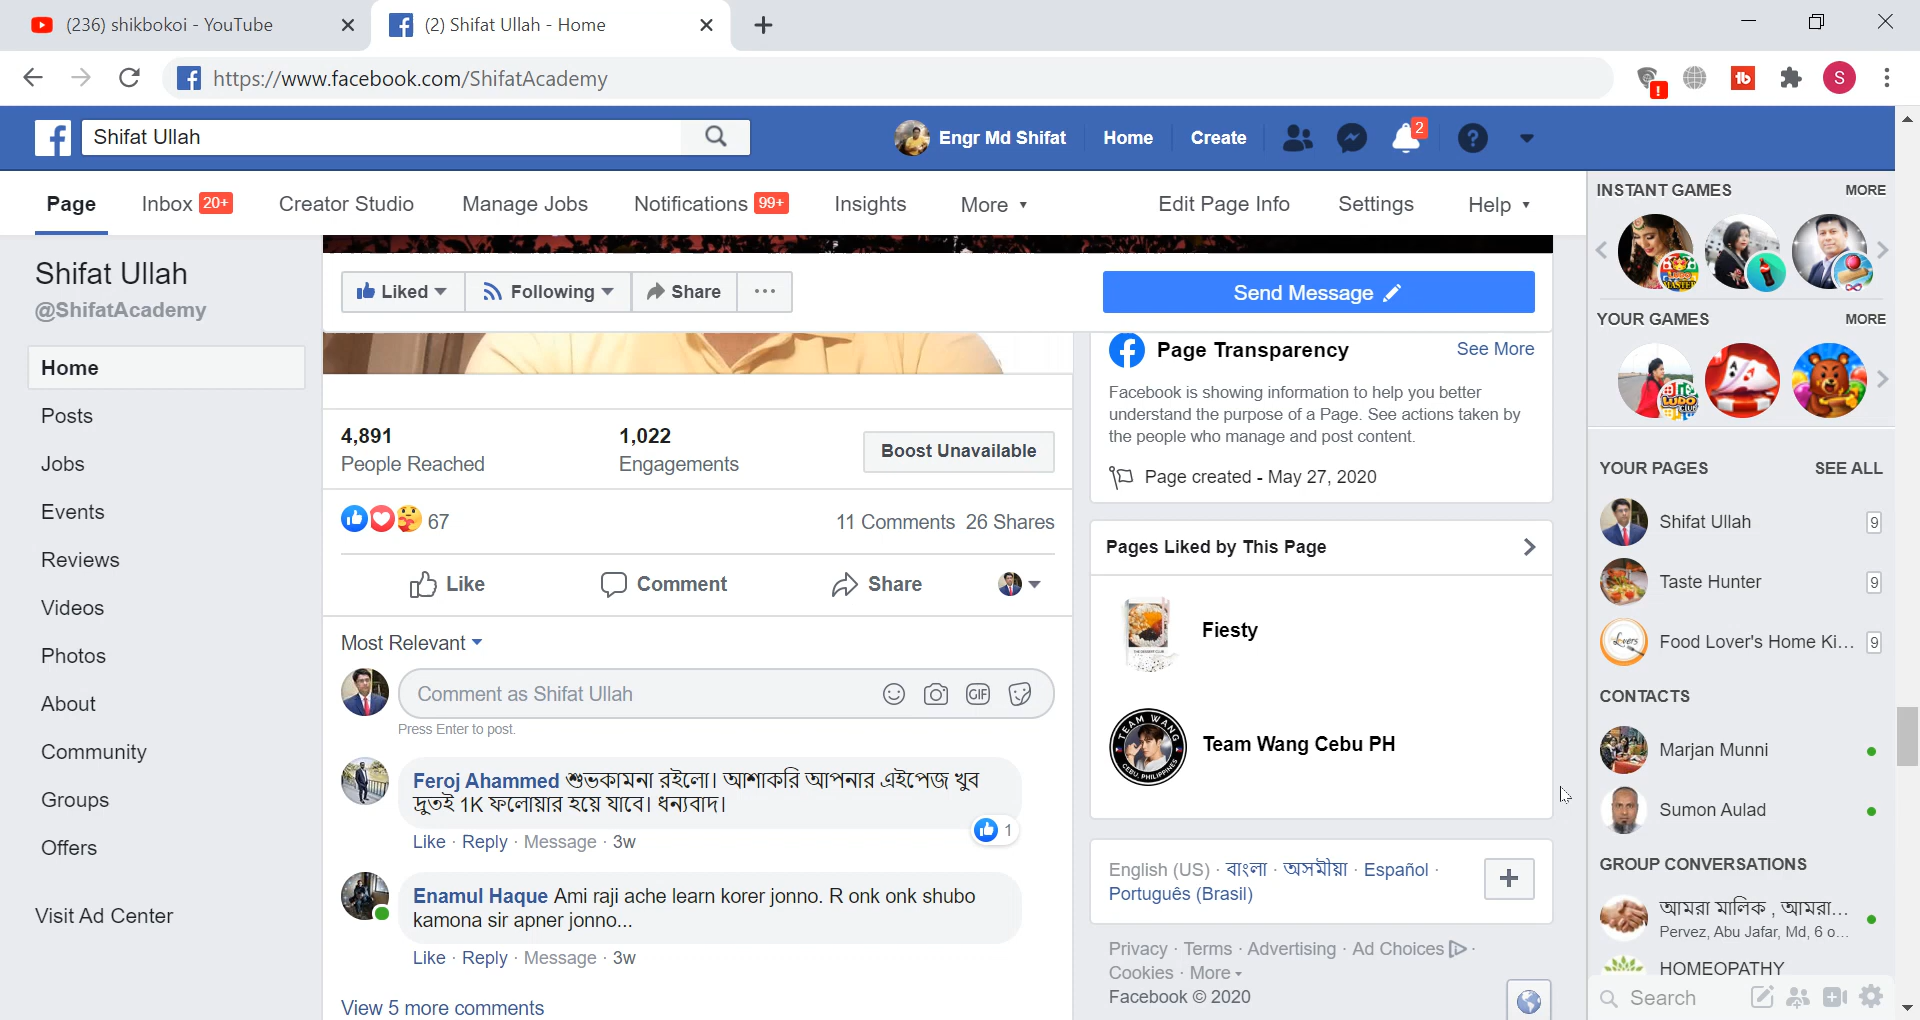 (236) shikbokoi - YouTube
(2) Shifat Ullah - Home
https://www.facebook.com/ShifatAcademy
Shifat Ullah
Engr Md Shifat
Home
Create
2
Page
Inbox 20+
Creator Studio
Manage Jobs
Notifications 99+
Insights
More
Edit Page Info
Settings
Help
Shifat Ullah
@ShifatAcademy
Home
Posts
Jobs
Events
Reviews
Videos
Photos
About
Community
Groups
Offers
Visit Ad Center
Liked
Following
Share
Send Message
4,891
People Reached
1,022
Engagements
Boost Unavailable
67
11 Comments 26 Shares
Like
Comment
Share
Most Relevant
Comment as Shifat Ullah
GIF
Press Enter to post.
Feroj Ahammed শুভকামনা রইলো। আশাকরি আপনার এইপেজ খুব
দ্রুতই 1K ফলোয়ার হয়ে যাবে। ধন্যবাদ।
1
Like · Reply · Message · 3w
Enamul Haque Ami raji ache learn korer jonno. R onk onk shubo
kamona sir apner jonno...
Like · Reply · Message · 3w
View 5 more comments
Page Transparency
See More
Facebook is showing information to help you better
understand the purpose of a Page. See actions taken by
the people who manage and post content.
Page created - May 27, 2020
Pages Liked by This Page
Fiesty
TEAM WANG
CEBU, PHILIPPINES
Team Wang Cebu PH
English (US) · বাংলা · অসমীয়া · Español ·
Português (Brasil)
Privacy · Terms · Advertising · Ad Choices ·
Cookies · More
Facebook © 2020
INSTANT GAMES
MORE
YOUR GAMES
MORE
YOUR PAGES
SEE ALL
Shifat Ullah
9
Taste Hunter
9
Food Lover's Home Ki...
9
CONTACTS
Marjan Munni
Sumon Aulad
GROUP CONVERSATIONS
আমরা মালিক , আমরা...
Pervez, Abu Jafar, Md, 6 o...
HOMEOPATHY
Search